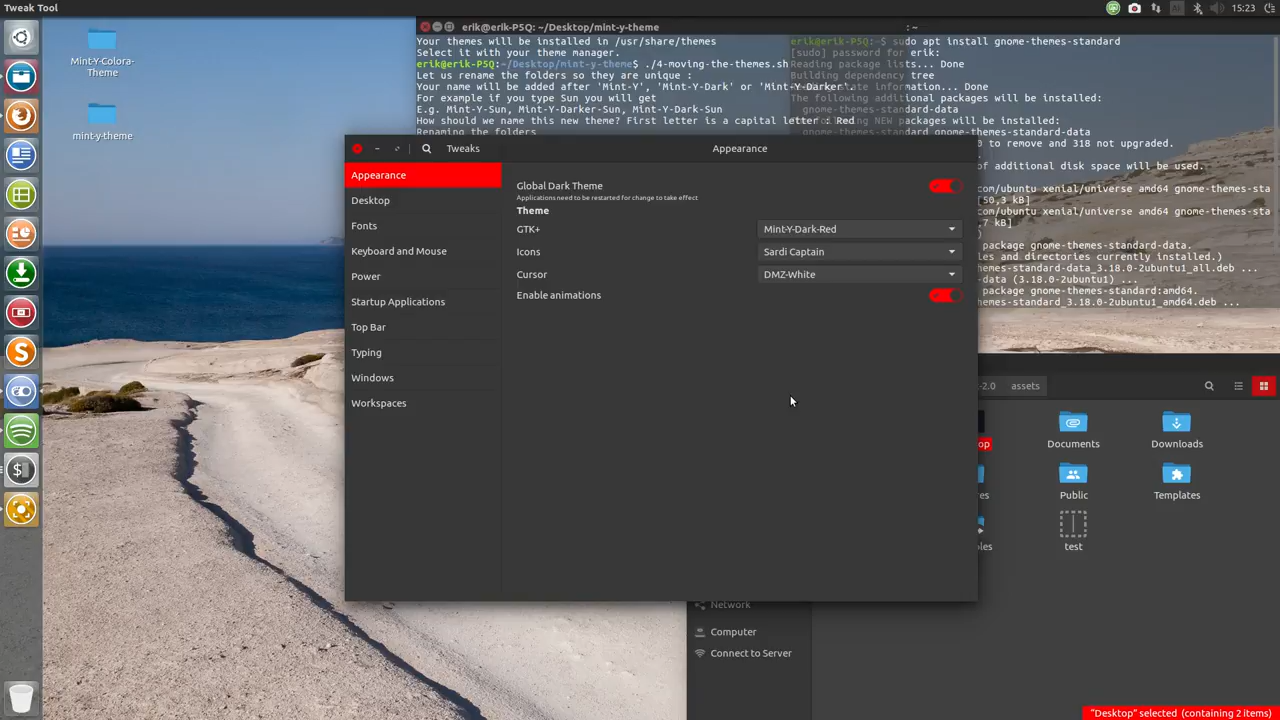 Tweak Tool
15:23
Mint-Y-Colora-
Theme
mint-y-theme
erik@erik-P5Q: ~/Desktop/mint-y-theme
: ~
Your themes will be installed in /usr/share/themes
Select it with your theme manager.
erik@erik-P5Q:~/Desktop/mint-y-theme$ ./4-moving-the-themes.sh
Let us rename the folders so they are unique :
Your name will be added after 'Mint-Y', 'Mint-Y-Dark' or 'Mint-Y-Darker'.
For example if you type Sun you will get
E.g. Mint-Y-Sun, Mint-Y-Darker-Sun, Mint-Y-Dark-Sun
How should we name this new theme? First letter is a capital letter : Red
Renaming the folders
erik@erik-P5Q:~$ sudo apt install gnome-themes-standard
[sudo] password for erik:
Reading package lists... Done
Building dependency tree
state information... Done
The following additional packages will be installed:
gnome-themes-standard-data
The following NEW packages will be installed:
gnome-themes-standard gnome-themes-standard-data
0 to remove and 318 not upgraded.
of additional disk space will be used.
com/ubuntu xenial/universe amd64 gnome-them
[50,3 kB]
com/ubuntu xenial/universe amd64 gnome-them
,7 kB]
package gnome-themes-standard-data.
es and directories currently installed.)
s-standard-data_3.18.0-2ubuntu1_all.deb ...
data (3.18.0-2ubuntu1) ...
package gnome-themes-standard:amd64.
s-standard_3.18.0-2ubuntu1_amd64.deb ...
Tweaks
Appearance
Appearance
Desktop
Fonts
Keyboard and Mouse
Power
Startup Applications
Top Bar
Typing
Windows
Workspaces
Global Dark Theme
Applications need to be restarted for change to take effect
Theme
GTK+
Mint-Y-Dark-Red
Icons
Sardi Captain
Cursor
DMZ-White
Enable animations
-2.0
assets
op
Documents
Downloads
es
Public
Templates
les
test
Network
Computer
Connect to Server
"Desktop" selected (containing 2 items)